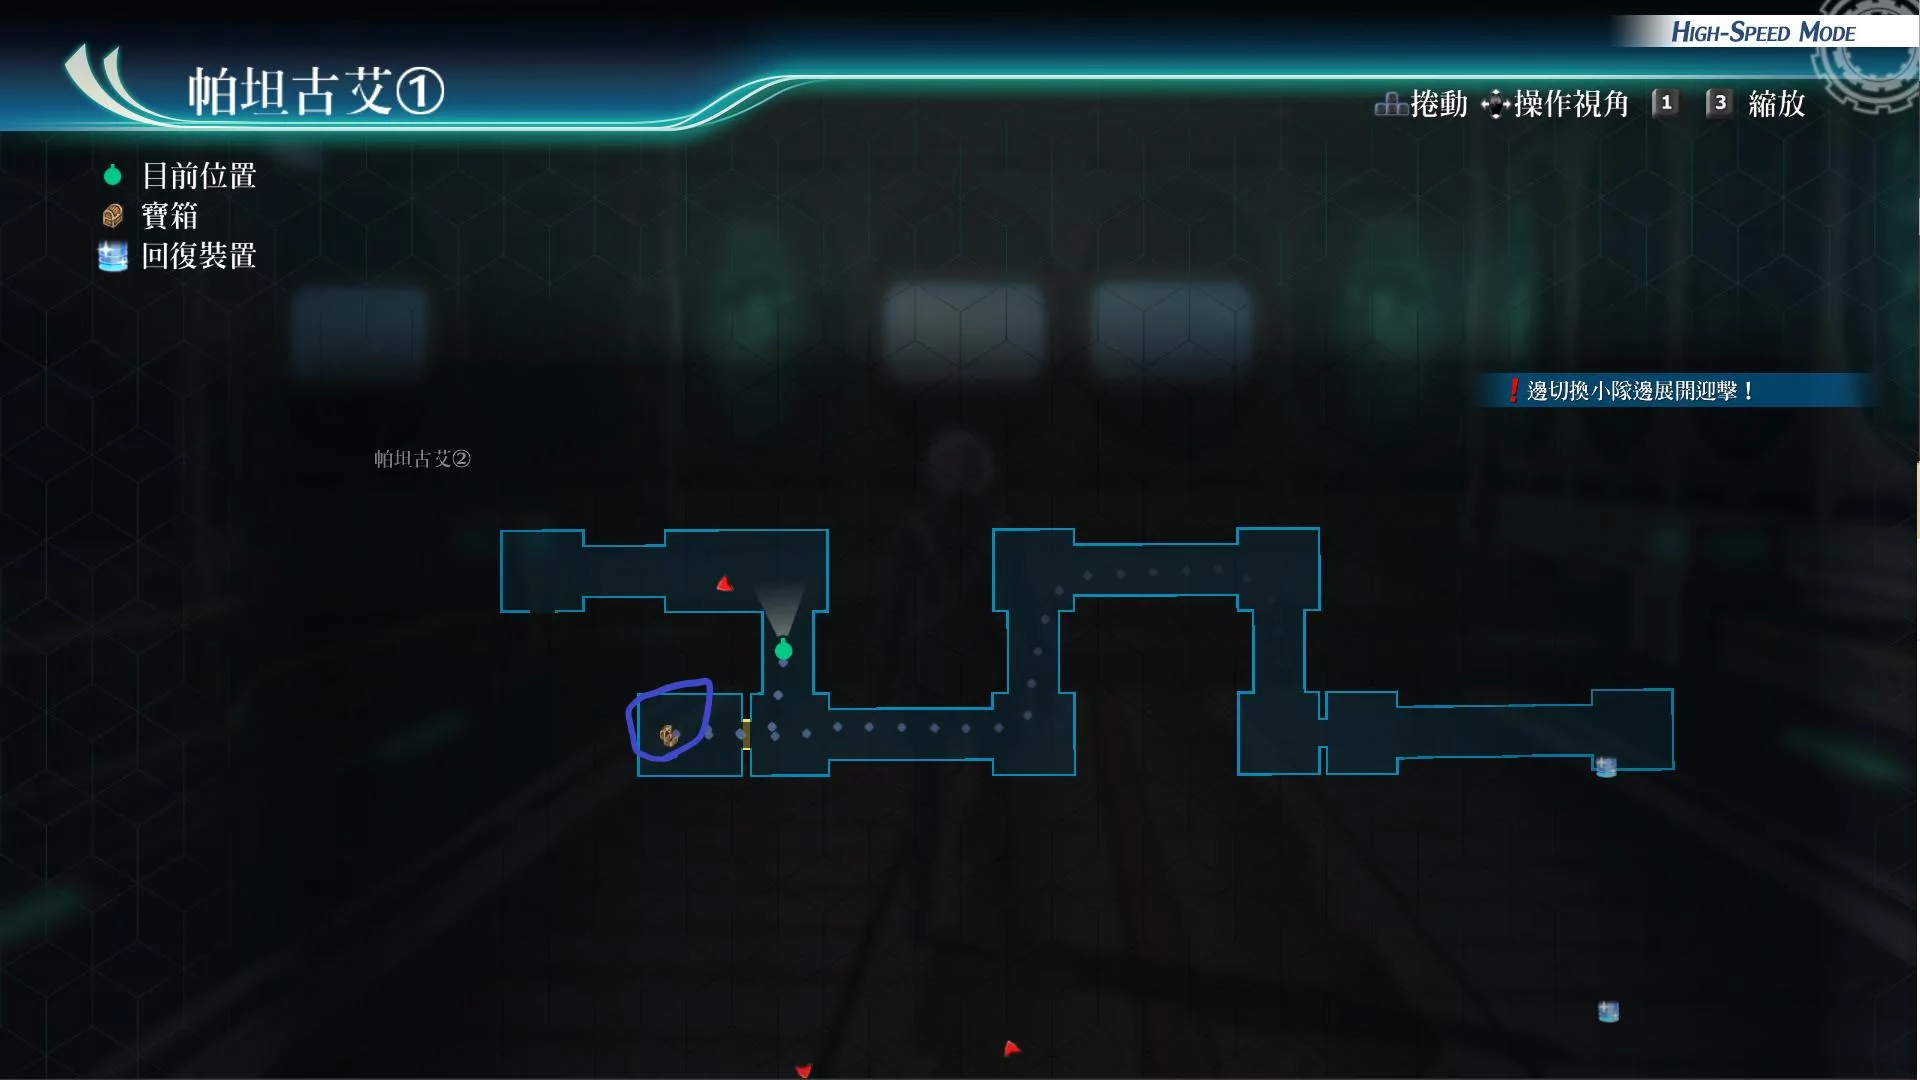 HIGH-SPEED MODE
帕坦古艾①
捲動 操作視角 1 3 縮放
目前位置
寶箱
回復裝置
! 邊切換小隊邊展開迎擊！
帕坦古艾②